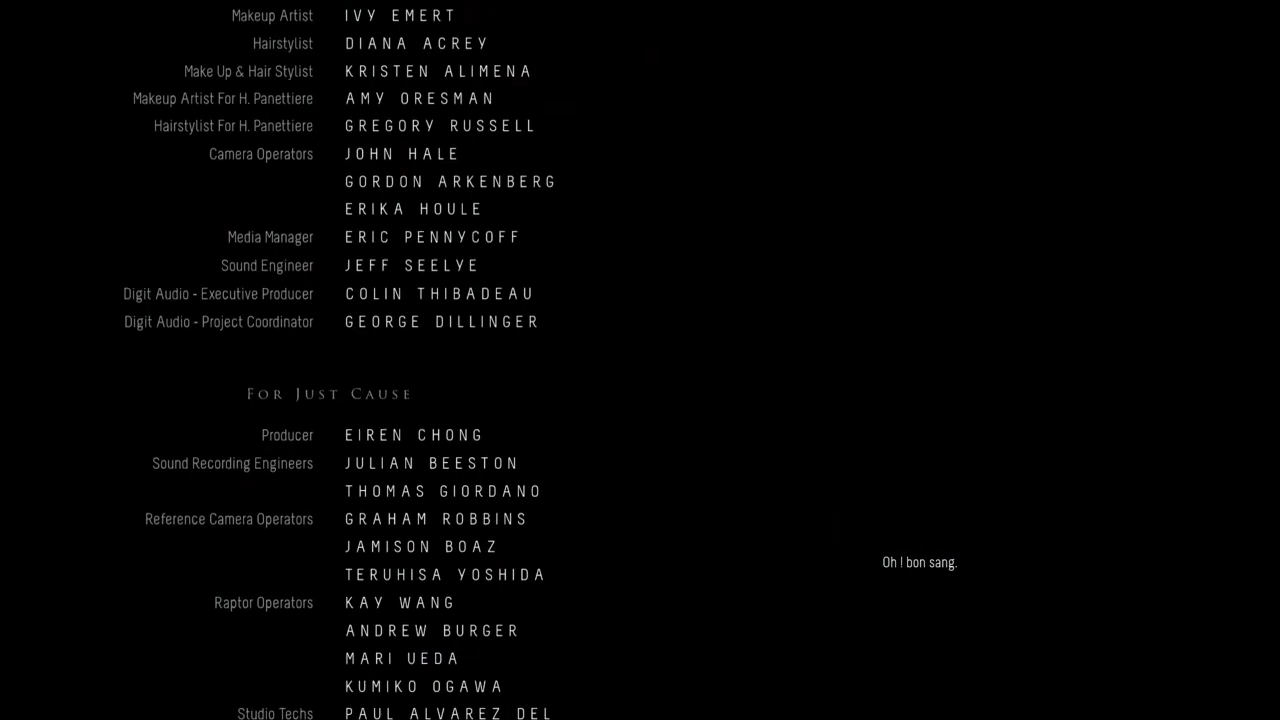 Makeup Artist IVY EMERT
Hairstylist DIANA ACREY
Make Up & Hair Stylist KRISTEN ALIMENA
Makeup Artist For H. Panettiere AMY ORESMAN
Hairstylist For H. Panettiere GREGORY RUSSELL
Camera Operators JOHN HALE
GORDON ARKENBERG
ERIKA HOULE
Media Manager ERIC PENNYCOFF
Sound Engineer JEFF SEELYE
Digit Audio - Executive Producer COLIN THIBADEAU
Digit Audio - Project Coordinator GEORGE DILLINGER
FOR JUST CAUSE
Producer EIREN CHONG
Sound Recording Engineers JULIAN BEESTON
THOMAS GIORDANO
Reference Camera Operators GRAHAM ROBBINS
JAMISON BOAZ
TERUHISA YOSHIDA
Raptor Operators KAY WANG
ANDREW BURGER
MARI UEDA
KUMIKO OGAWA
Studio Techs PAUL ALVAREZ DEL
Oh ! bon sang.